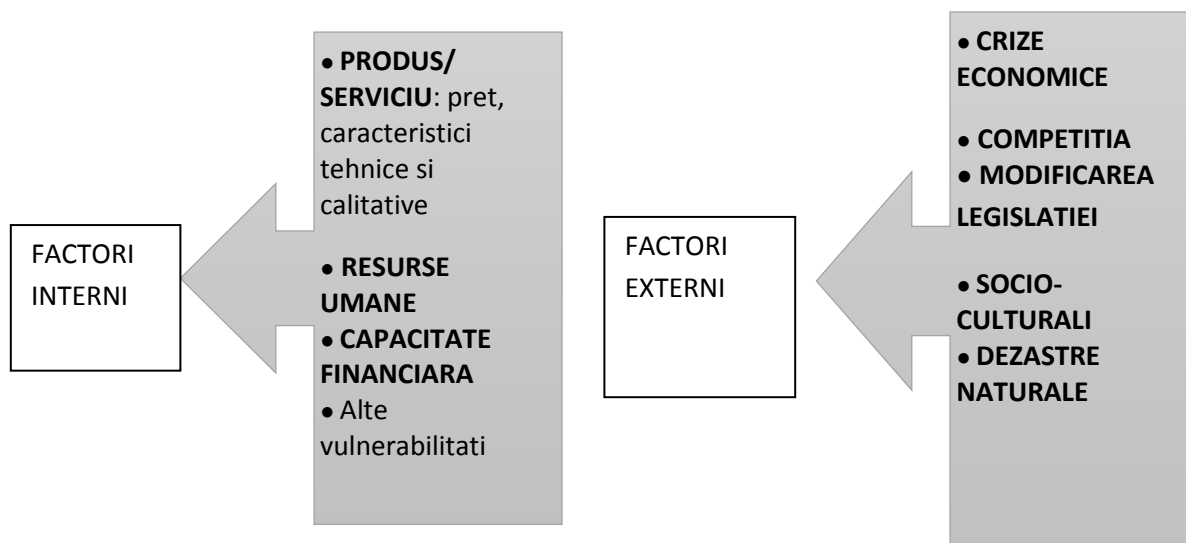 FACTORI
INTERNI
● PRODUS/
SERVICIU: pret,
caracteristici
tehnice si
calitative
● RESURSE
UMANE
● CAPACITATE
FINANCIARA
● Alte
vulnerabilitati
FACTORI
EXTERNI
● CRIZE
ECONOMICE
● COMPETITIA
● MODIFICAREA
LEGISLATIEI
● SOCIO-
CULTURALI
● DEZASTRE
NATURALE